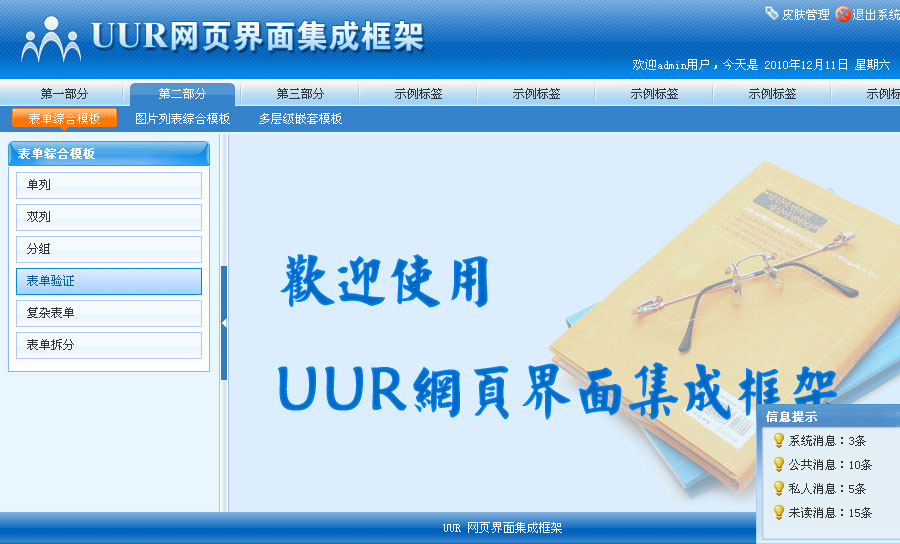 皮肤管理 退出系统
UUR网页界面集成框架
欢迎admin用户，今天是 2010年12月11日 星期六
第一部分 第二部分 第三部分 示例标签 示例标签 示例标签 示例标签 示例标
表单综合模板 图片列表综合模板 多层级嵌套模板
表单综合模板
单列
双列
分组
表单验证
复杂表单
表单拆分
歡迎使用
UUR網頁界面集成框架
信息提示
系统消息：3条
公共消息：10条
私人消息：5条
未读消息：15条
UUR 网页界面集成框架